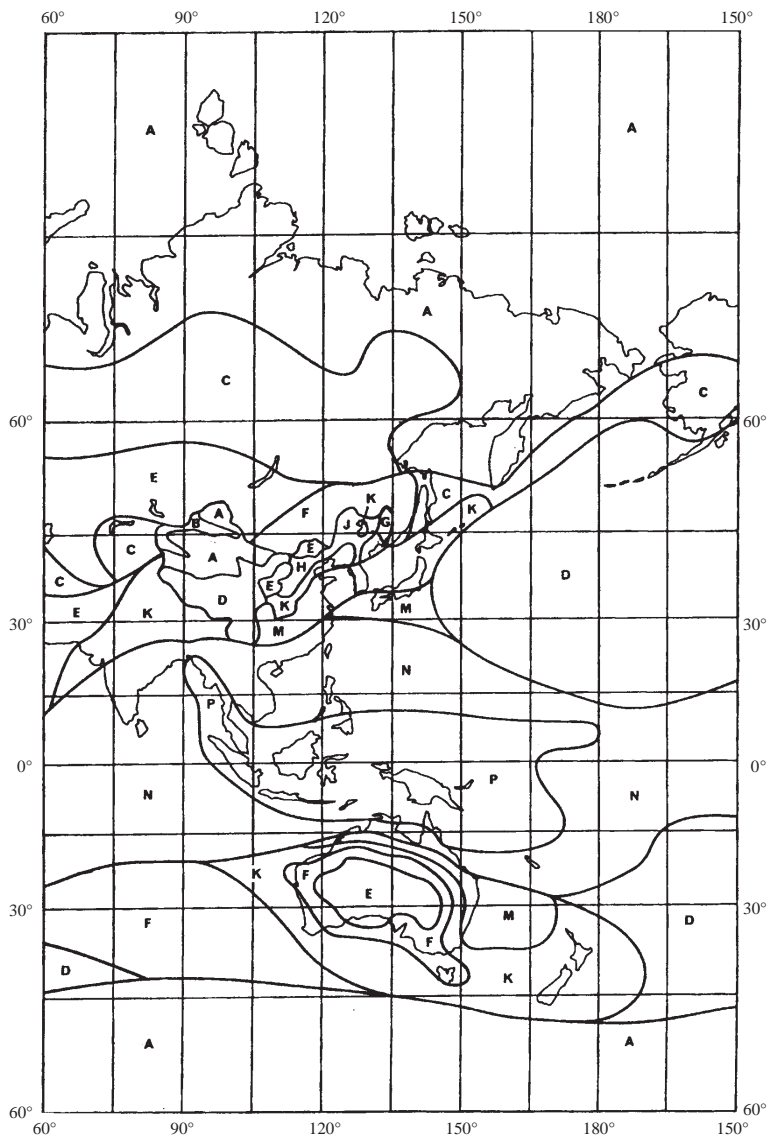 60° 90° 120° 150° 180° 150°
A A
A
C
C
60° 60°
E
K C
A F K
B J G
C E
A H D
C E
D
E K K M
30° M 30°
N
P
0° P 0°
N N
K F
E
30° M 30°
F D
F
D K
A A
60° 60°
60° 90° 120° 150° 180° 150°